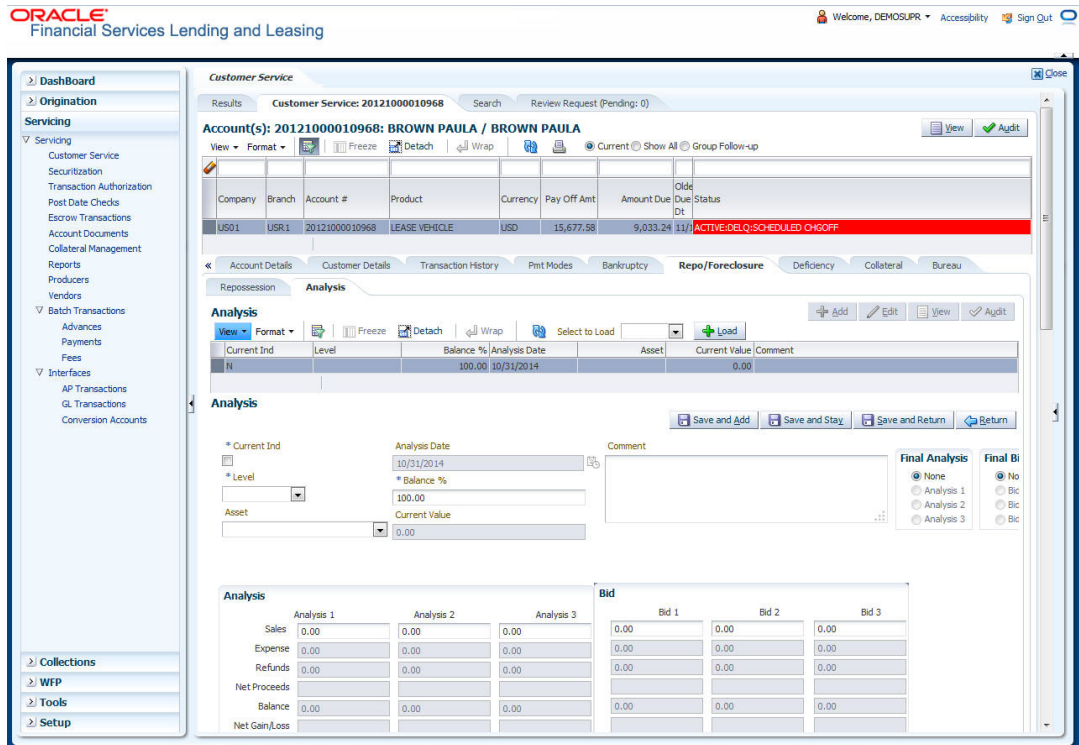 ORACLE
Financial Services Lending and Leasing
Welcome, DEMOSUPR Accessibility Sign Out
Close
DashBoard
Origination
Servicing
Servicing
Customer Service
Securitization
Transaction Authorization
Post Date Checks
Escrow Transactions
Account Documents
Collateral Management
Reports
Producers
Vendors
Batch Transactions
Advances
Payments
Fees
Interfaces
AP Transactions
GL Transactions
Conversion Accounts
Collections
WFP
Tools
Setup
Customer Service
Results Customer Service: 20121000010968 Search Review Request (Pending: 0)
Account(s): 20121000010968: BROWN PAULA / BROWN PAULA
View Audit
View Format Freeze Detach Wrap Current Show All Group Follow-up
Company Branch Account # Product Currency Pay Off Amt Amount Due Olde Due Dt Status
US01 USR1 20121000010968 LEASE VEHICLE USD 15,677.58 9,033.24 11/1 ACTIVE:DELQ:SCHEDULED CHGOFF
« Account Details Customer Details Transaction History Pmt Modes Bankruptcy Repo/Foreclosure Deficiency Collateral Bureau
Repossession Analysis
Analysis
Add Edit View Audit
View Format Freeze Detach Wrap Select to Load Load
Current Ind Level Balance % Analysis Date Asset Current Value Comment
N 100.00 10/31/2014 0.00
Analysis
Save and Add Save and Stay Save and Return Return
* Current Ind
* Level
Asset
Analysis Date
10/31/2014
* Balance %
100.00
Current Value
0.00
Comment
Final Analysis
None
Analysis 1
Analysis 2
Analysis 3
Final Bi
No
Bid
Bid
Bid
Analysis
Analysis 1 Analysis 2 Analysis 3
Sales 0.00 0.00 0.00
Expense 0.00 0.00 0.00
Refunds 0.00 0.00 0.00
Net Proceeds
Balance 0.00 0.00 0.00
Net Gain/Loss
Bid
Bid 1 Bid 2 Bid 3
0.00 0.00 0.00
0.00 0.00 0.00
0.00 0.00 0.00
0.00 0.00 0.00